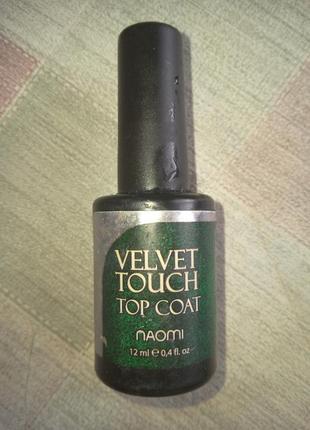 VELVET
TOUCH
TOP COAT
NAOMI
12 ml ℮ 0,4 fl. oz